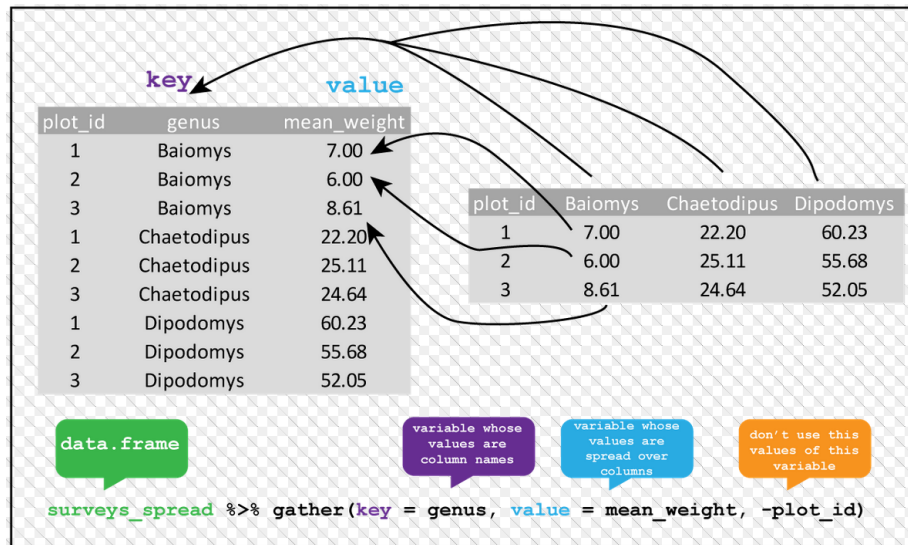 key value
plot_id genus mean_weight
1 Baiomys 7.00
2 Baiomys 6.00
3 Baiomys 8.61
1 Chaetodipus 22.20
2 Chaetodipus 25.11
3 Chaetodipus 24.64
1 Dipodomys 60.23
2 Dipodomys 55.68
3 Dipodomys 52.05
plot_id Baiomys Chaetodipus Dipodomys
1 7.00 22.20 60.23
2 6.00 25.11 55.68
3 8.61 24.64 52.05
data.frame
variable whose
values are
column names
variable whose
values are
spread over
columns
don't use this
values of this
variable
surveys_spread %>% gather(key = genus, value = mean_weight, -plot_id)